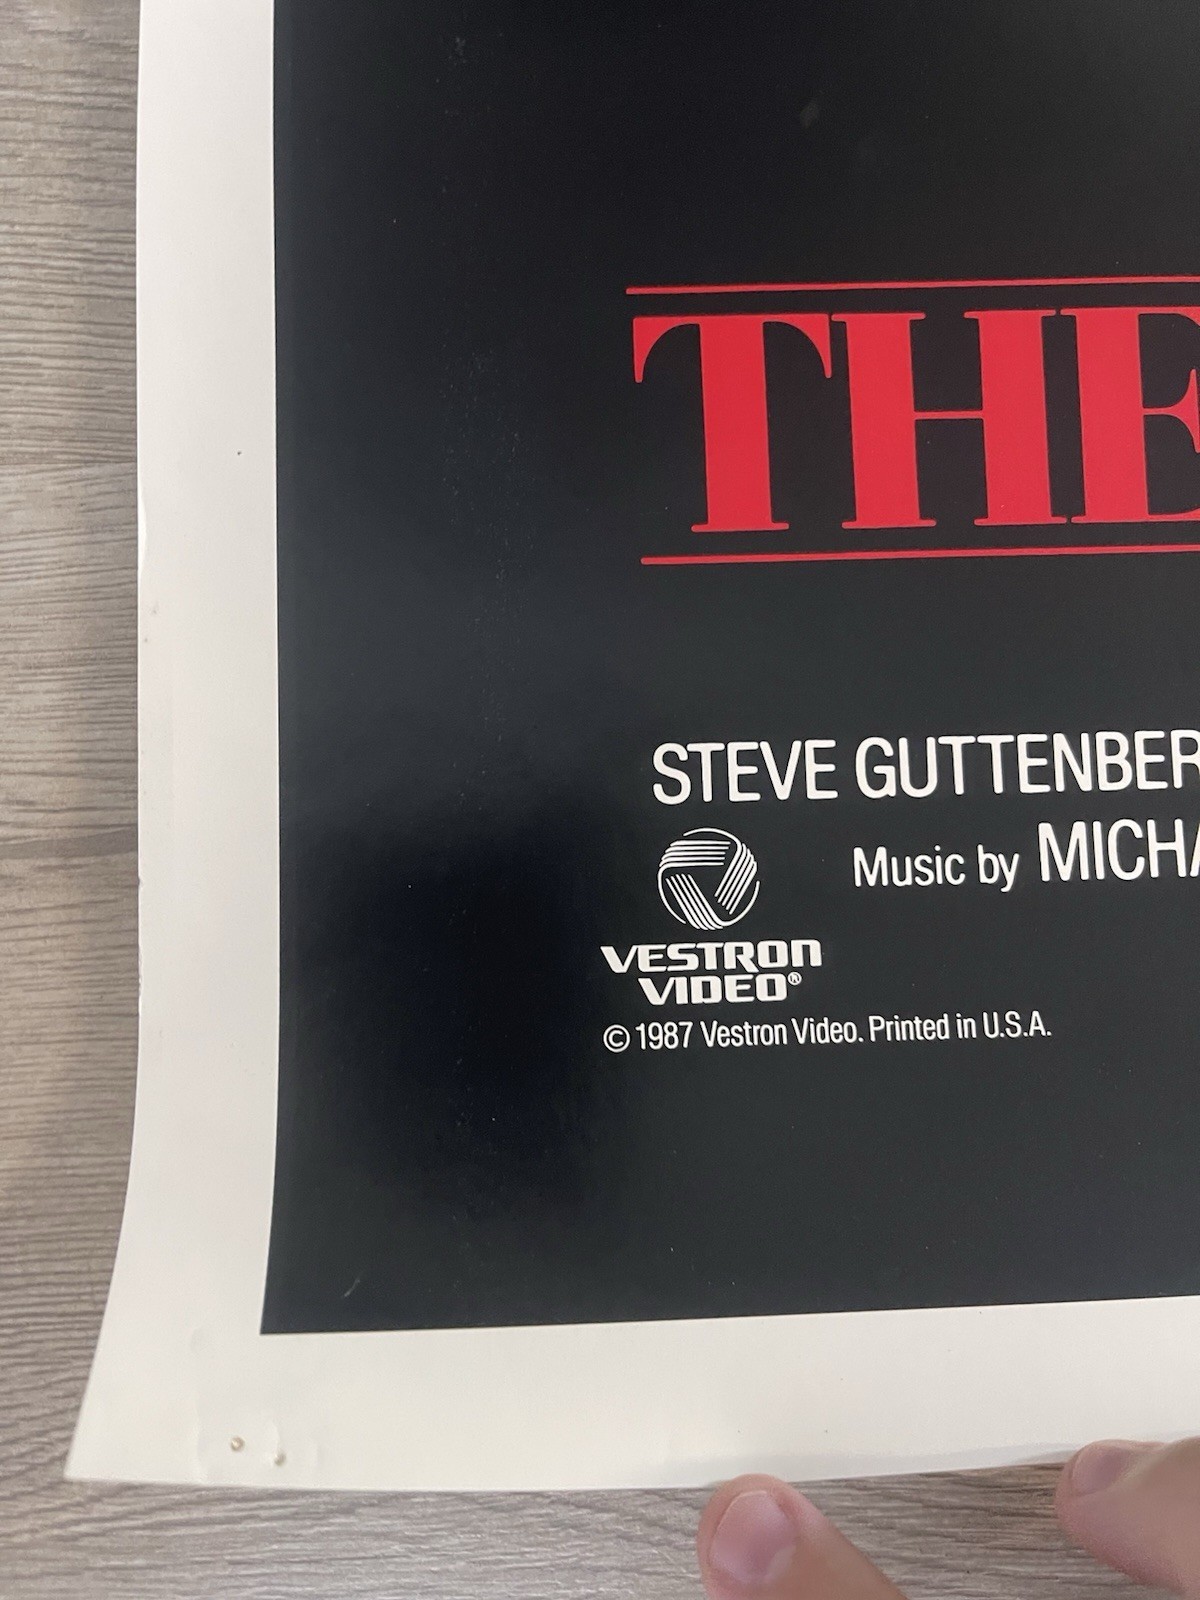 THE
STEVE GUTTENBER
Music by MICHA
VESTRON
VIDEO®
© 1987 Vestron Video. Printed in U.S.A.